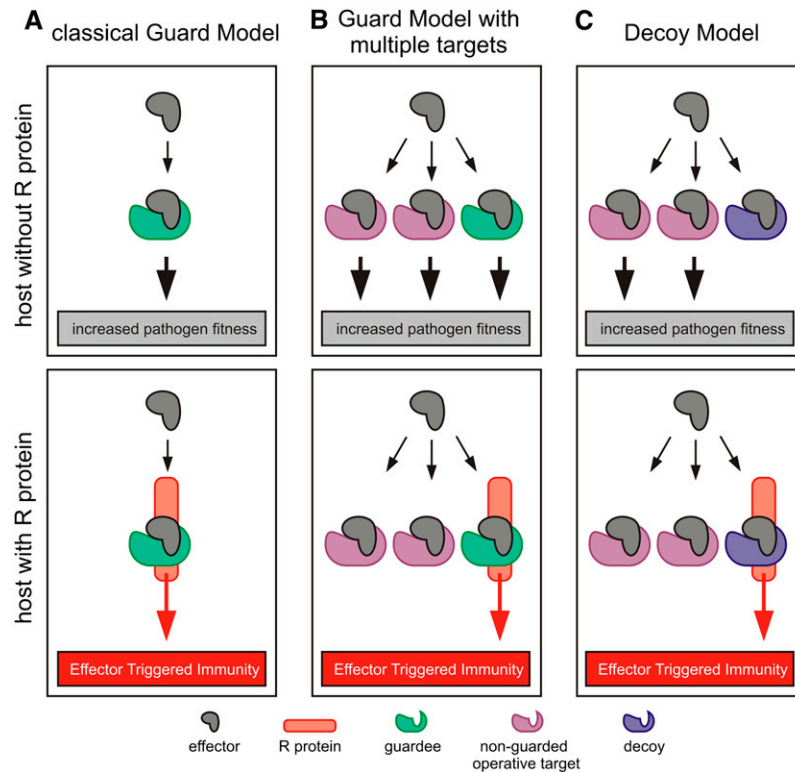 A classical Guard Model
B Guard Model with
multiple targets
C Decoy Model
host without R protein
increased pathogen fitness
increased pathogen fitness
increased pathogen fitness
host with R protein
Effector Triggered Immunity
Effector Triggered Immunity
Effector Triggered Immunity
effector
R protein
guardee
non-guarded
operative target
decoy